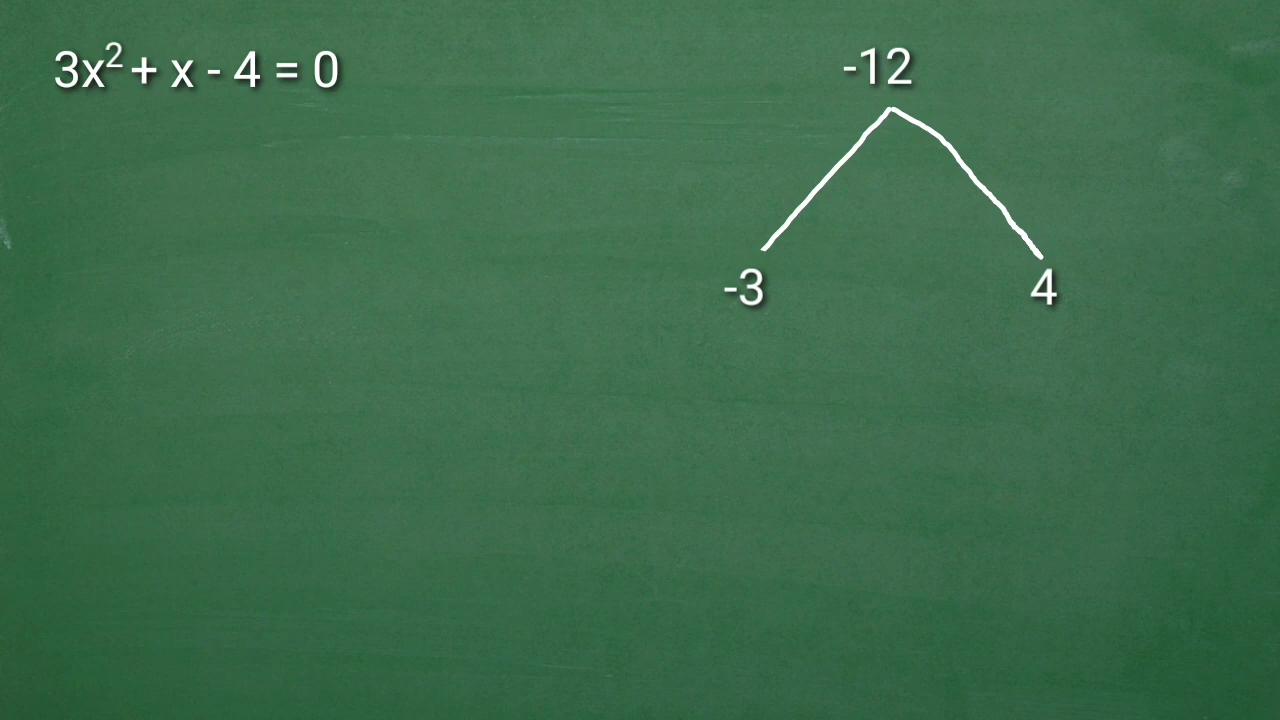 3x² + x - 4 = 0
-12
-3 4